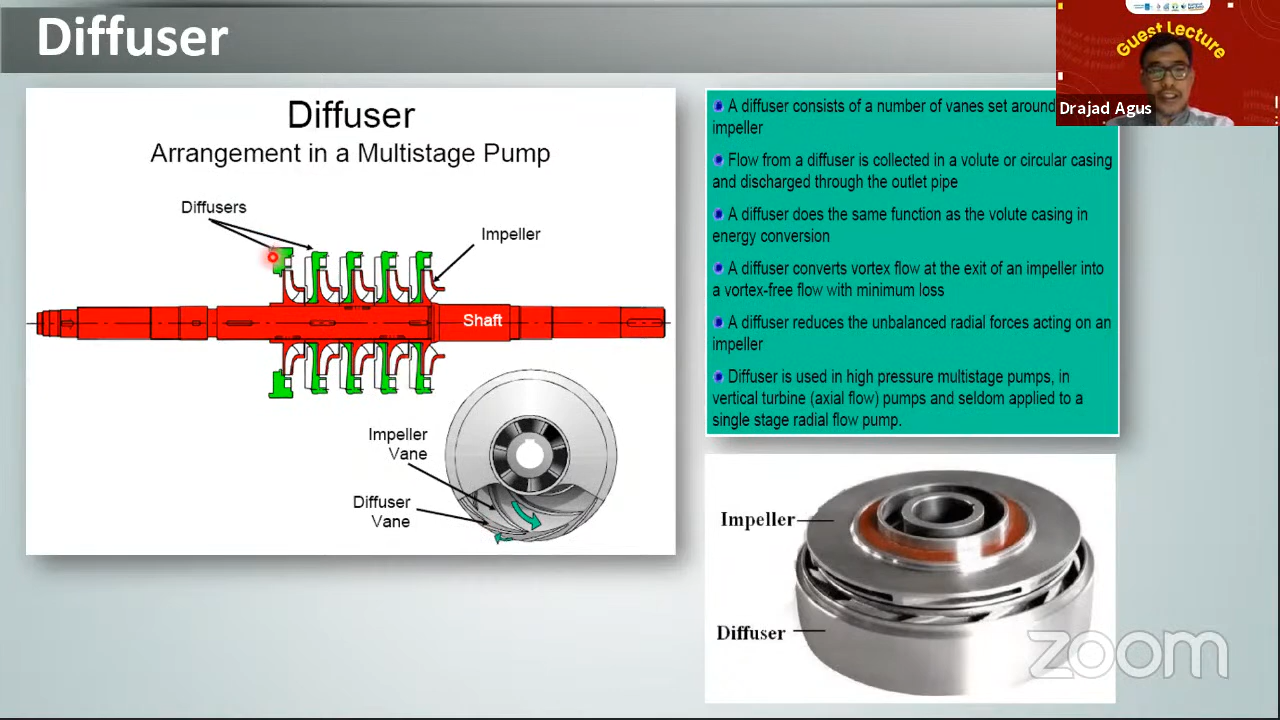 Diffuser
Guest Lecture
Drajad Agus
Diffuser
Arrangement in a Multistage Pump
Diffusers
Impeller
Shaft
Impeller
Vane
Diffuser
Vane
A diffuser consists of a number of vanes set around
impeller
Flow from a diffuser is collected in a volute or circular casing
and discharged through the outlet pipe
A diffuser does the same function as the volute casing in
energy conversion
A diffuser converts vortex flow at the exit of an impeller into
a vortex-free flow with minimum loss
A diffuser reduces the unbalanced radial forces acting on an
impeller
Diffuser is used in high pressure multistage pumps, in
vertical turbine (axial flow) pumps and seldom applied to a
single stage radial flow pump.
Impeller
Diffuser
zoom